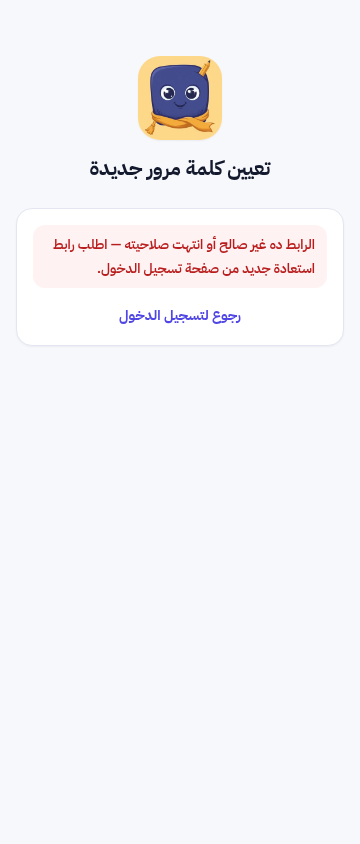 تعيين كلمة مرور جديدة
الرابط ده غير صالح أو انتهت صلاحيته — اطلب رابط
استعادة جديد من صفحة تسجيل الدخول.
رجوع لتسجيل الدخول